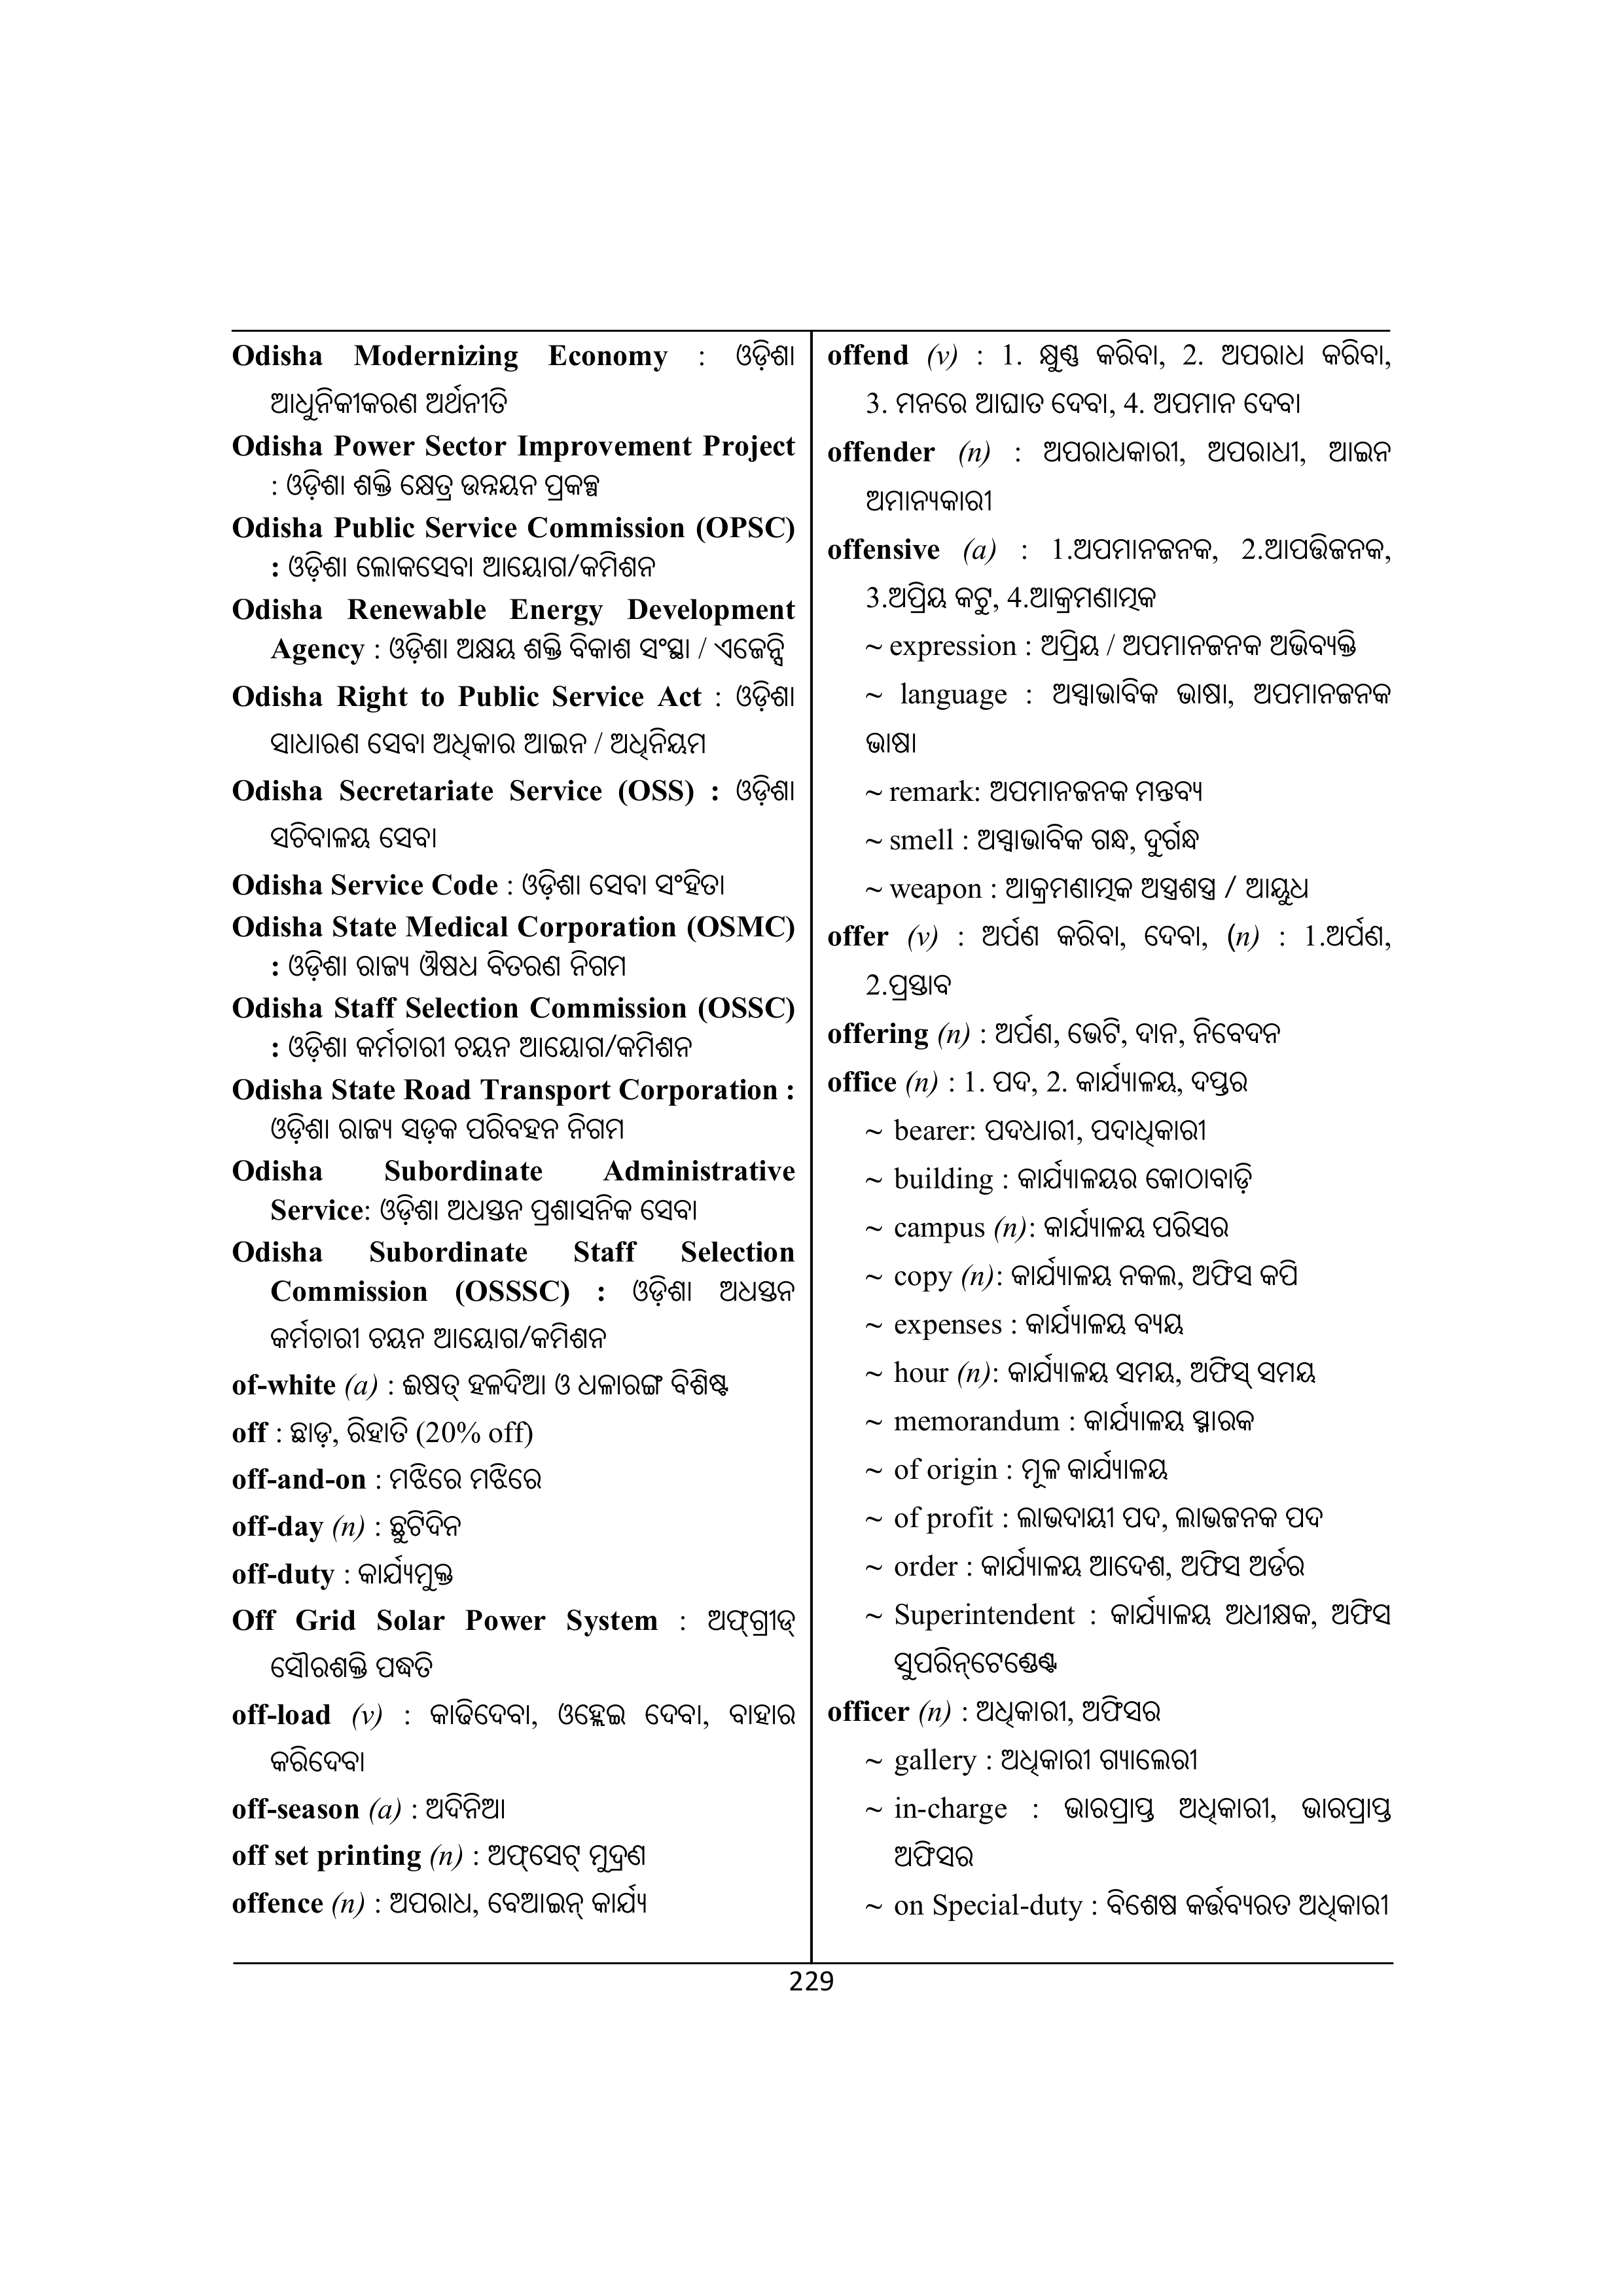 Odisha Modernizing Economy : ଓଡ଼ିଶା
ଆଧୁନିକୀକରଣ ଅର୍ଥନୀତି
Odisha Power Sector Improvement Project
: ଓଡ଼ିଶା ଶକ୍ତି କ୍ଷେତ୍ର ଉନ୍ନୟନ ପ୍ରକଳ୍ପ
Odisha Public Service Commission (OPSC)
: ଓଡ଼ିଶା ଲୋକସେବା ଆୟୋଗ/କମିଶନ
Odisha Renewable Energy Development
Agency : ଓଡ଼ିଶା ଅକ୍ଷୟ ଶକ୍ତି ବିକାଶ ସଂସ୍ଥା / ଏଜେନ୍ସି
Odisha Right to Public Service Act : ଓଡ଼ିଶା
ସାଧାରଣ ସେବା ଅଧିକାର ଆଇନ / ଅଧିନିୟମ
Odisha Secretariate Service (OSS) : ଓଡ଼ିଶା
ସଚିବାଳୟ ସେବା
Odisha Service Code : ଓଡ଼ିଶା ସେବା ସଂହିତା
Odisha State Medical Corporation (OSMC)
: ଓଡ଼ିଶା ରାଜ୍ୟ ଔଷଧ ବିତରଣ ନିଗମ
Odisha Staff Selection Commission (OSSC)
: ଓଡ଼ିଶା କର୍ମଚାରୀ ଚୟନ ଆୟୋଗ/କମିଶନ
Odisha State Road Transport Corporation :
ଓଡ଼ିଶା ରାଜ୍ୟ ସଡ଼କ ପରିବହନ ନିଗମ
Odisha Subordinate Administrative
Service: ଓଡ଼ିଶା ଅଧସ୍ତନ ପ୍ରଶାସନିକ ସେବା
Odisha Subordinate Staff Selection
Commission (OSSSC) : ଓଡ଼ିଶା ଅଧସ୍ତନ
କର୍ମଚାରୀ ଚୟନ ଆୟୋଗ/କମିଶନ
of-white (a) : ଈଷତ୍ ହଳଦିଆ ଓ ଧଳାରଙ୍ଗ ବିଶିଷ୍ଟ
off : ଛାଡ଼, ରିହାତି (20% off)
off-and-on : ମଝିରେ ମଝିରେ
off-day (n) : ଛୁଟିଦିନ
off-duty : କାର୍ଯ୍ୟମୁକ୍ତ
Off Grid Solar Power System : ଅଫ୍‌ଗ୍ରୀଡ୍
ସୌରଶକ୍ତି ପଦ୍ଧତି
off-load (v) : କାଢିଦେବା, ଓହ୍ଲେଇ ଦେବା, ବାହାର
କରିଦେବା
off-season (a) : ଅଦିନିଆ
off set printing (n) : ଅଫ୍‌ସେଟ୍ ମୁଦ୍ରଣ
offence (n) : ଅପରାଧ, ବେଆଇନ୍ କାର୍ଯ୍ୟ
offend (v) : 1. କ୍ଷୁଣ୍ଣ କରିବା, 2. ଅପରାଧ କରିବା,
3. ମନରେ ଆଘାତ ଦେବା, 4. ଅପମାନ ଦେବା
offender (n) : ଅପରାଧକାରୀ, ଅପରାଧୀ, ଆଇନ
ଅମାନ୍ୟକାରୀ
offensive (a) : 1.ଅପମାନଜନକ, 2.ଆପତ୍ତିଜନକ,
3.ଅପ୍ରିୟ କଟୁ, 4.ଆକ୍ରମଣାତ୍ମକ
~ expression : ଅପ୍ରିୟ / ଅପମାନଜନକ ଅଭିବ୍ୟକ୍ତି
~ language : ଅସ୍ଵାଭାବିକ ଭାଷା, ଅପମାନଜନକ
ଭାଷା
~ remark: ଅପମାନଜନକ ମନ୍ତବ୍ୟ
~ smell : ଅସ୍ଵାଭାବିକ ଗନ୍ଧ, ଦୁର୍ଗନ୍ଧ
~ weapon : ଆକ୍ରମଣାତ୍ମକ ଅସ୍ତ୍ରଶସ୍ତ୍ର / ଆୟୁଧ
offer (v) : ଅର୍ପଣ କରିବା, ଦେବା, (n) : 1.ଅର୍ପଣ,
2.ପ୍ରସ୍ତାବ
offering (n) : ଅର୍ପଣ, ଭେଟି, ଦାନ, ନିବେଦନ
office (n) : 1. ପଦ, 2. କାର୍ଯ୍ୟାଳୟ, ଦପ୍ତର
~ bearer: ପଦଧାରୀ, ପଦାଧିକାରୀ
~ building : କାର୍ଯ୍ୟାଳୟର କୋଠାବାଡ଼ି
~ campus (n): କାର୍ଯ୍ୟାଳୟ ପରିସର
~ copy (n): କାର୍ଯ୍ୟାଳୟ ନକଲ, ଅଫିସ କପି
~ expenses : କାର୍ଯ୍ୟାଳୟ ବ୍ୟୟ
~ hour (n): କାର୍ଯ୍ୟାଳୟ ସମୟ, ଅଫିସ୍ ସମୟ
~ memorandum : କାର୍ଯ୍ୟାଳୟ ସ୍ମାରକ
~ of origin : ମୂଳ କାର୍ଯ୍ୟାଳୟ
~ of profit : ଲାଭଦାୟୀ ପଦ, ଲାଭଜନକ ପଦ
~ order : କାର୍ଯ୍ୟାଳୟ ଆଦେଶ, ଅଫିସ ଅର୍ଡର
~ Superintendent : କାର୍ଯ୍ୟାଳୟ ଅଧୀକ୍ଷକ, ଅଫିସ
ସୁପରିନ୍‌ଟେଣ୍ଡେଣ୍ଟ
officer (n) : ଅଧିକାରୀ, ଅଫିସର
~ gallery : ଅଧିକାରୀ ଗ୍ୟାଲେରୀ
~ in-charge : ଭାରପ୍ରାପ୍ତ ଅଧିକାରୀ, ଭାରପ୍ରାପ୍ତ
ଅଫିସର
~ on Special-duty : ବିଶେଷ କର୍ତ୍ତବ୍ୟରତ ଅଧିକାରୀ
229